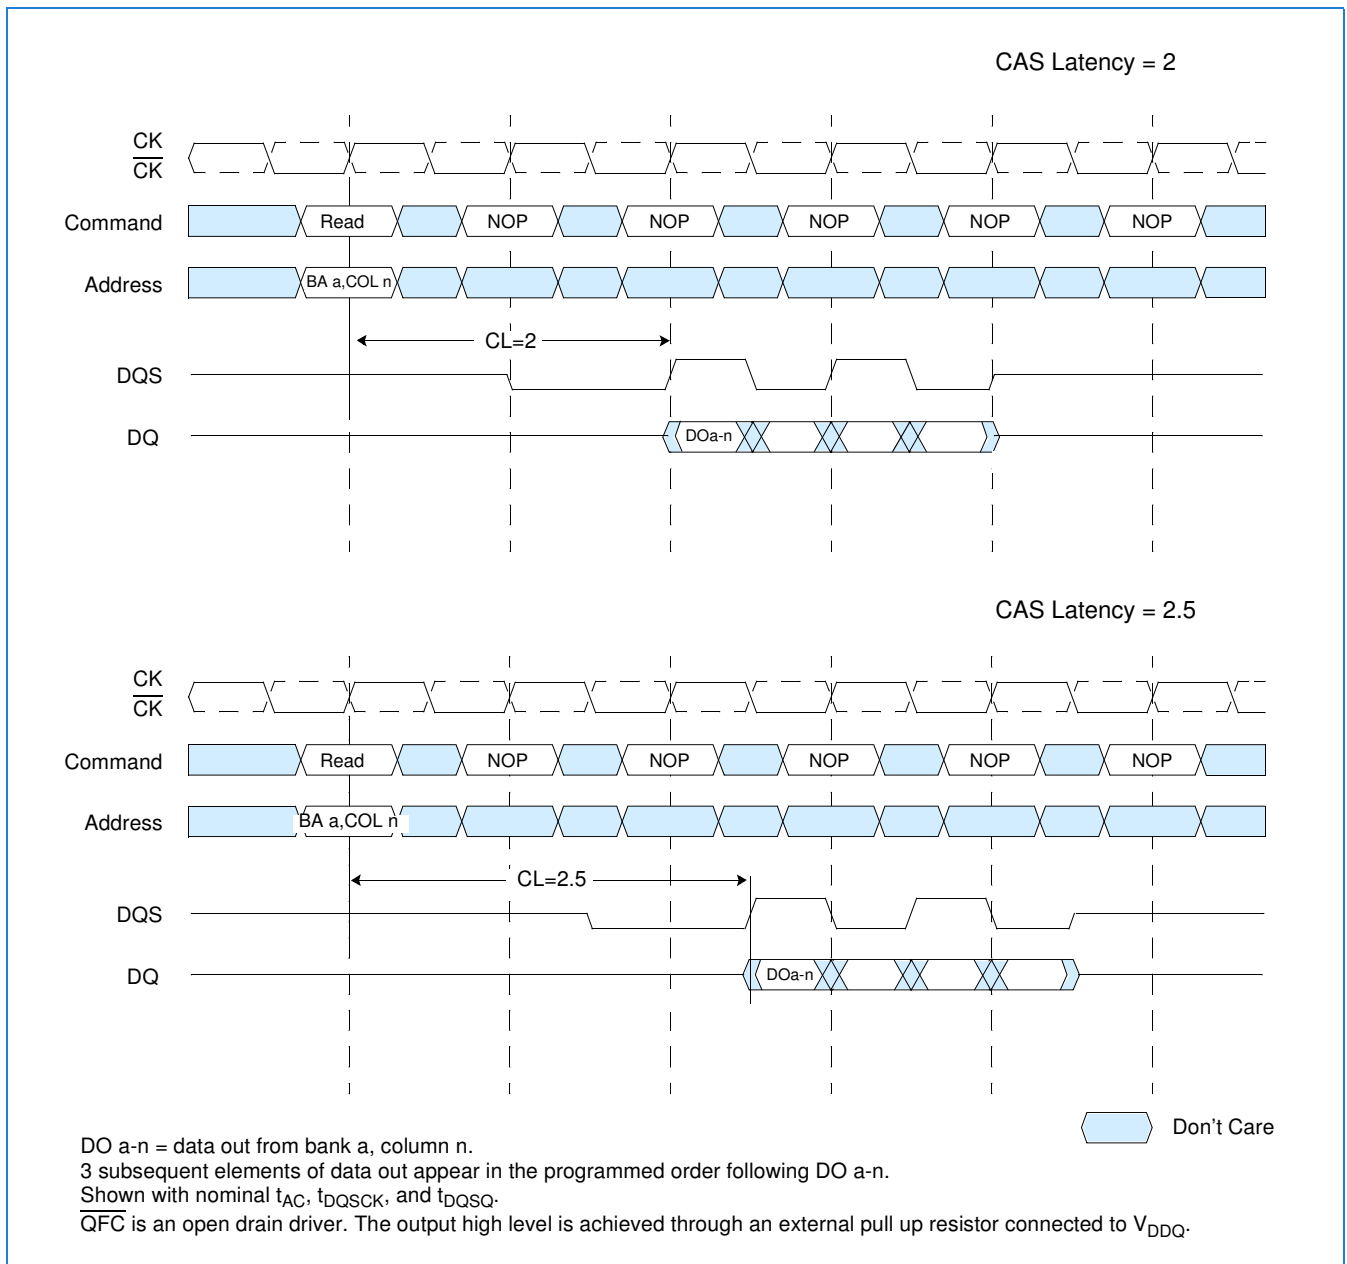 CAS Latency = 2
CK
CK
Command
Read
NOP
NOP
NOP
NOP
NOP
Address
BA a,COL n
CL=2
DQS
DQ
DOa-n
CAS Latency = 2.5
CK
CK
Command
Read
NOP
NOP
NOP
NOP
NOP
Address
BA a,COL n
CL=2.5
DQS
DQ
DOa-n
Don't Care
DO a-n = data out from bank a, column n.
3 subsequent elements of data out appear in the programmed order following DO a-n.
Shown with nominal tAC, tDQSCK, and tDQSQ.
QFC is an open drain driver. The output high level is achieved through an external pull up resistor connected to VDDQ.